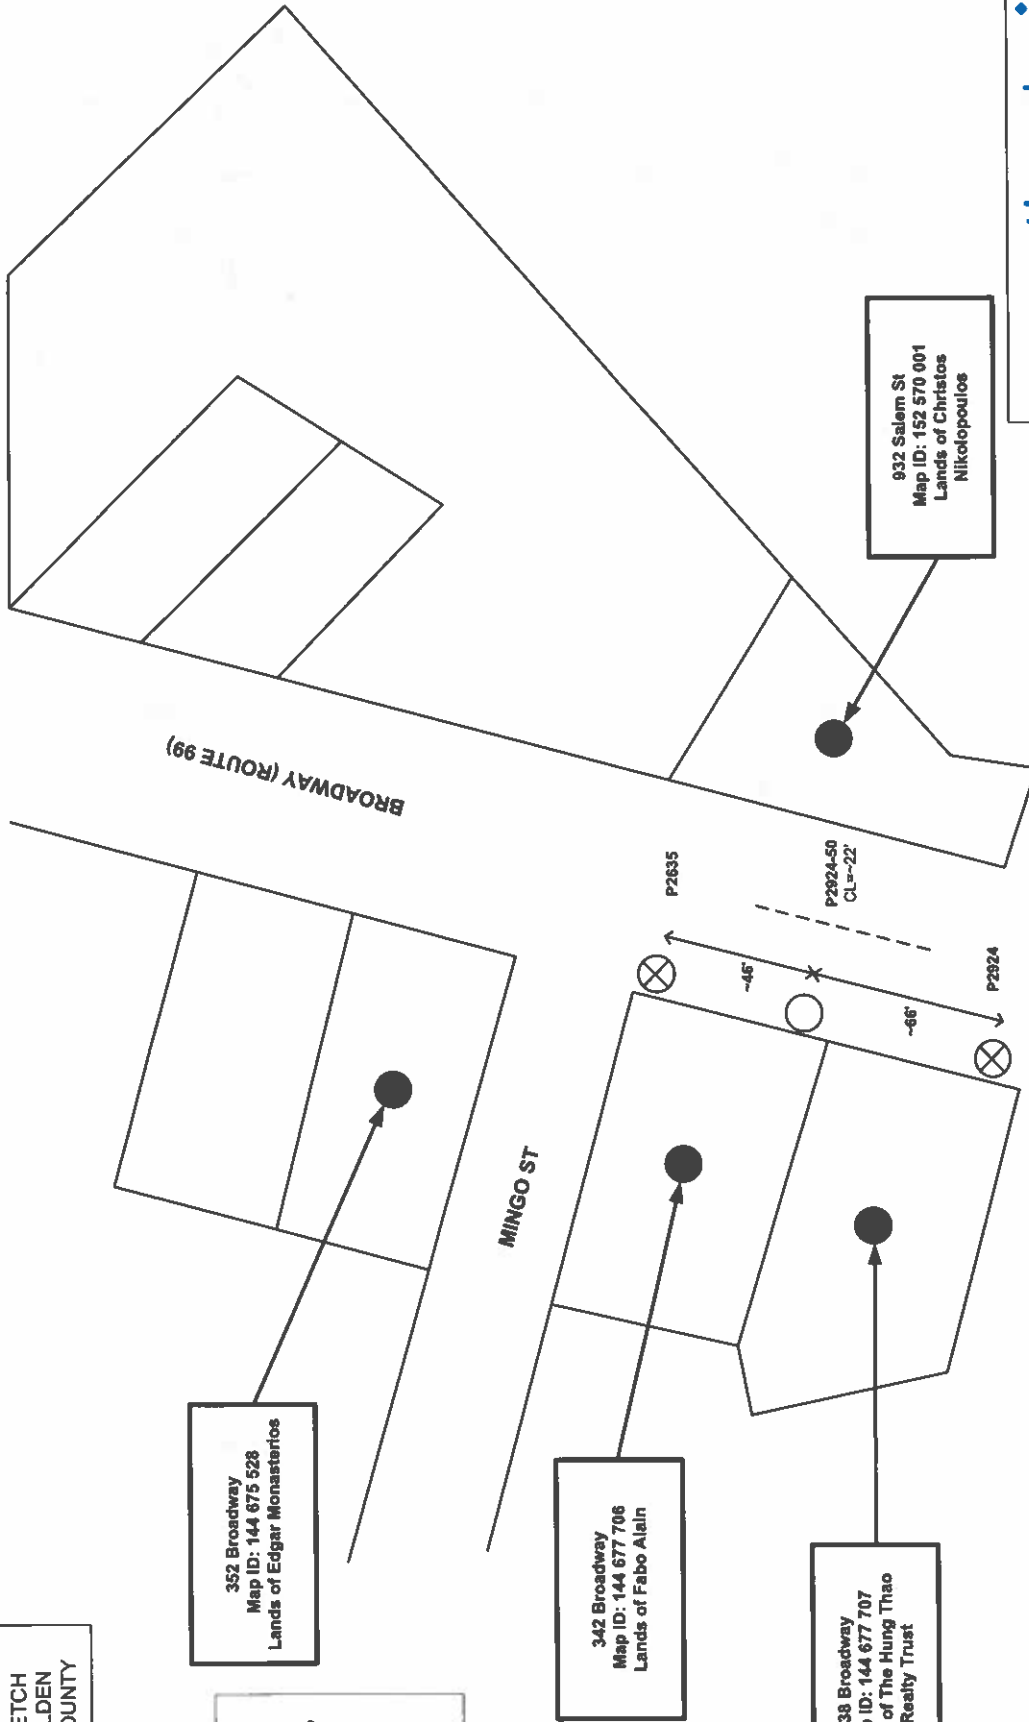 ETCH
LDEN
OUNTY
352 Broadway
Map ID: 144 675 528
Lands of Edgar Monasterios
342 Broadway
Map ID: 144 677 706
Lands of Fabo Alain
38 Broadway
ID: 144 677 707
of The Hung Thao
Realty Trust
MINGO ST
BROADWAY (ROUTE 99)
P2635
~46'
P2924-50
CL=~22'
~66'
P2924
932 Salem St
Map ID: 152 570 001
Lands of Christos
Nikolopoulos